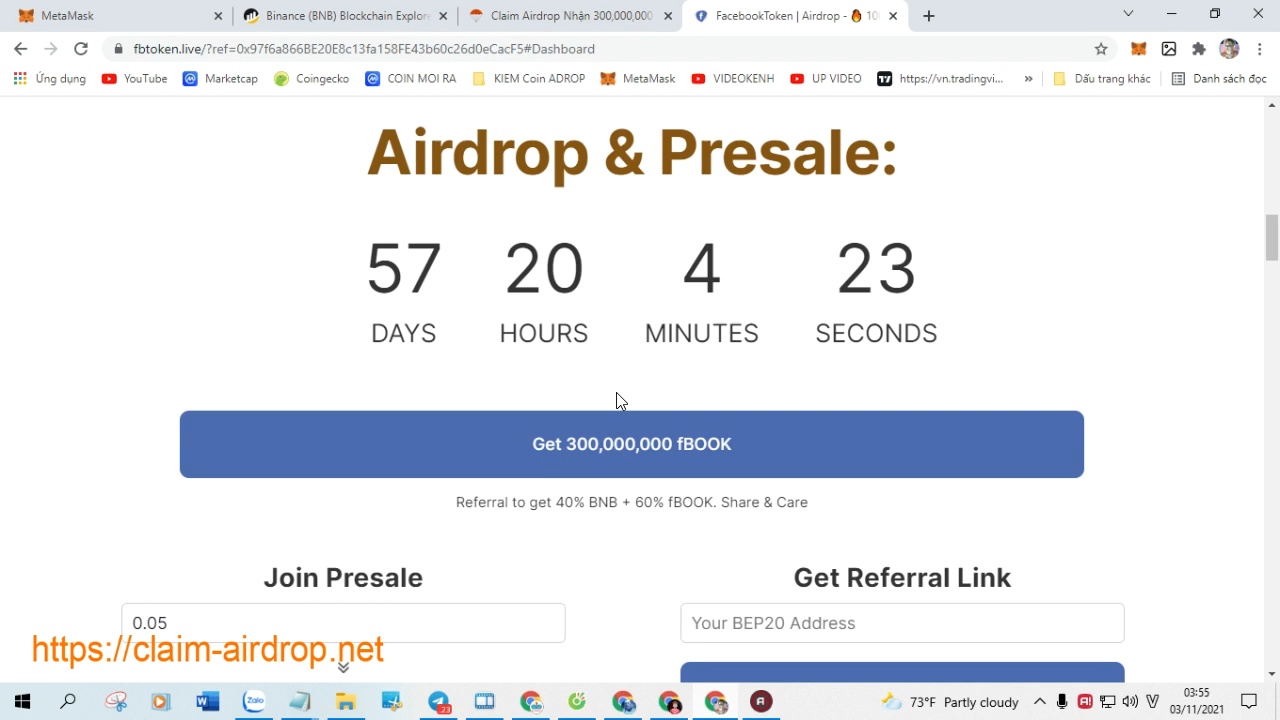 MetaMask
Binance (BNB) Blockchain Explore
Claim Airdrop Nhận 300,000,000
FacebookToken | Airdrop - 🔥 10
fbtoken.live/?ref=0x97f6a866BE20E8c13fa158FE43b60c26d0eCacF5#Dashboard
Ứng dụng
YouTube
Marketcap
Coingecko
COIN MOI RA
KIEM Coin ADROP
MetaMask
VIDEOKENH
UP VIDEO
https://vn.tradingvi...
»
Dấu trang khác
Danh sách đọc
Airdrop & Presale:
57 20 4 23
DAYS HOURS MINUTES SECONDS
Get 300,000,000 fBOOK
Referral to get 40% BNB + 60% fBOOK. Share & Care
Join Presale
Get Referral Link
0.05
Your BEP20 Address
https://claim-airdrop.net
Zalo
23
73°F Partly cloudy
03:55
03/11/2021